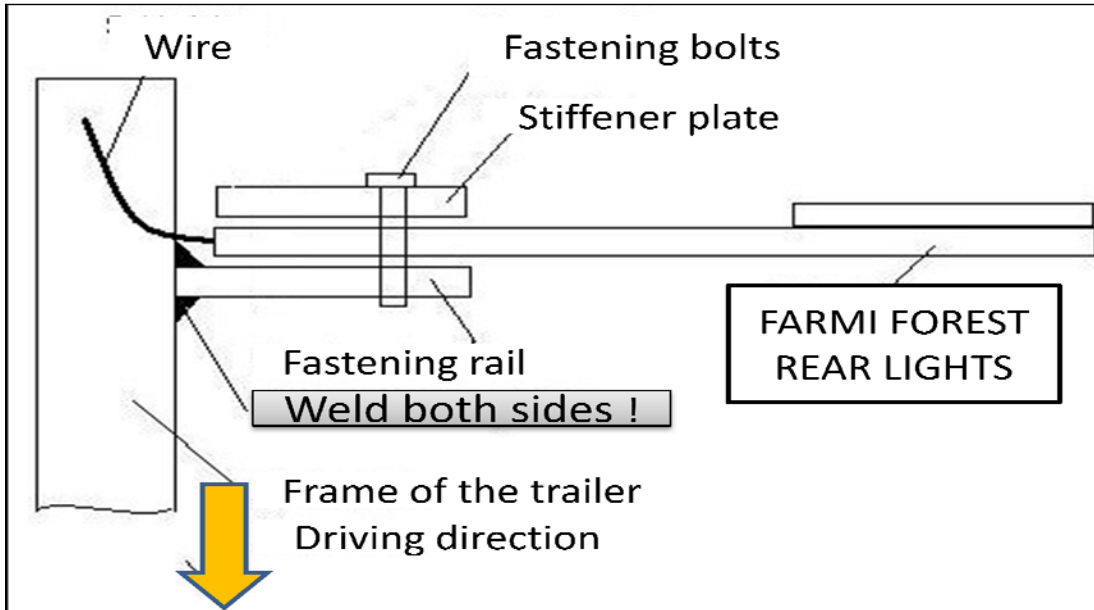 Wire
Fastening bolts
Stiffener plate
FARMI FOREST
REAR LIGHTS
Fastening rail
Weld both sides !
Frame of the trailer
Driving direction